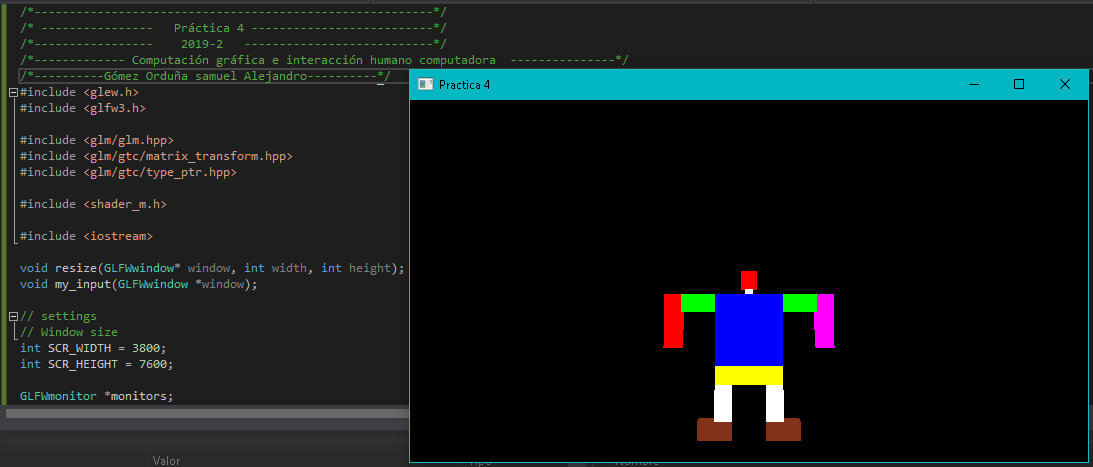 /*---------------------------------------------------------*/
/* ---------------- Práctica 4 --------------------------*/
/*----------------- 2019-2 ---------------------------*/
/*------------- Computación gráfica e interacción humano computadora ---------------*/
/*----------Gómez Orduña samuel Alejandro----------*/
#include <glew.h>
#include <glfw3.h>
#include <glm/glm.hpp>
#include <glm/gtc/matrix_transform.hpp>
#include <glm/gtc/type_ptr.hpp>
#include <shader_m.h>
#include <iostream>
void resize(GLFWwindow* window, int width, int height);
void my_input(GLFWwindow *window);
// settings
// Window size
int SCR_WIDTH = 3800;
int SCR_HEIGHT = 7600;
GLFWmonitor *monitors;
Practica 4
Valor